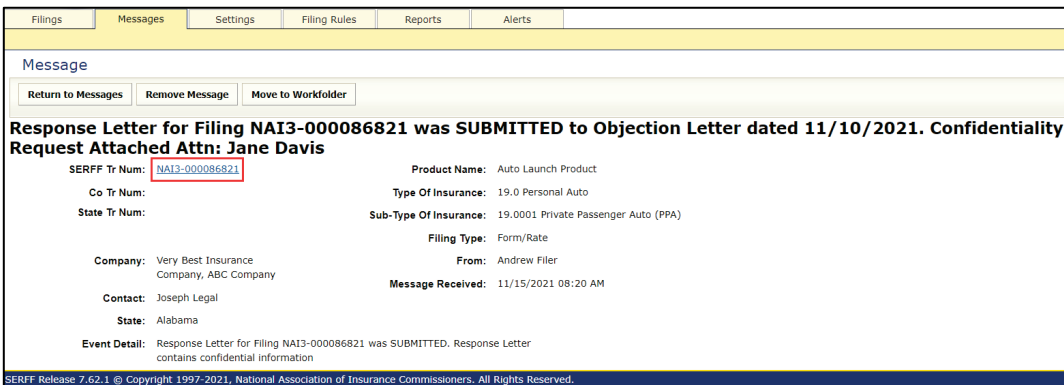 Filings Messages Settings Filing Rules Reports Alerts
Message
Return to Messages Remove Message Move to Workfolder
Response Letter for Filing NAI3-000086821 was SUBMITTED to Objection Letter dated 11/10/2021. Confidentiality
Request Attached Attn: Jane Davis
SERFF Tr Num: NAI3-000086821 Product Name: Auto Launch Product
Co Tr Num: Type Of Insurance: 19.0 Personal Auto
State Tr Num: Sub-Type Of Insurance: 19.0001 Private Passenger Auto (PPA)
Filing Type: Form/Rate
Company: Very Best Insurance From: Andrew Filer
Company, ABC Company
Message Received: 11/15/2021 08:20 AM
Contact: Joseph Legal
State: Alabama
Event Detail: Response Letter for Filing NAI3-000086821 was SUBMITTED. Response Letter
contains confidential information
SERFF Release 7.62.1 © Copyright 1997-2021, National Association of Insurance Commissioners. All Rights Reserved.